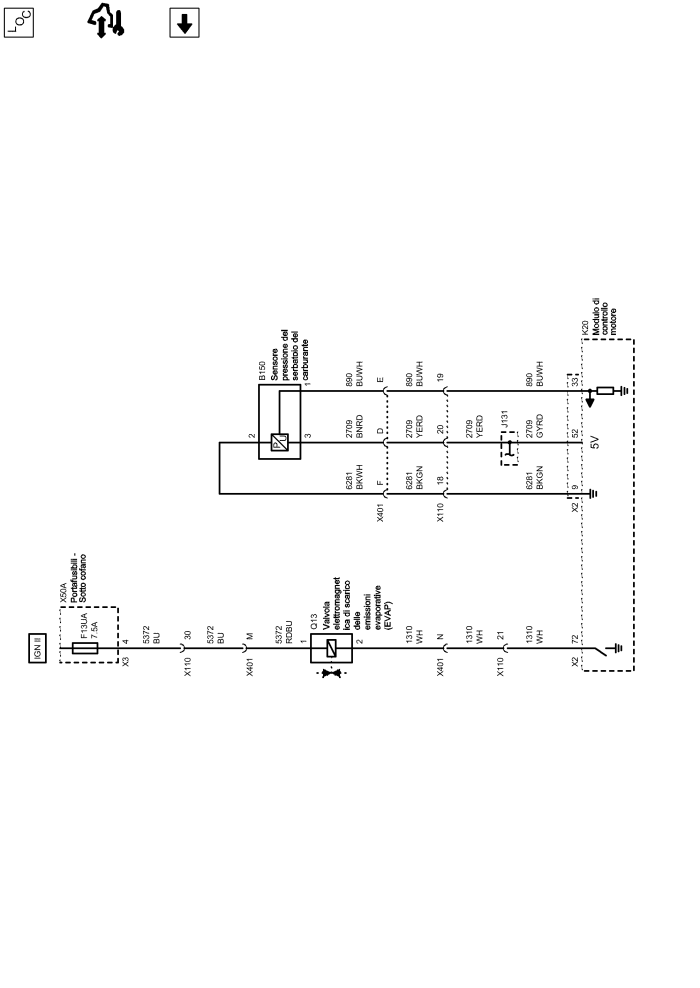 LOC
IGN II
X50A
Portafusibili -
Sotto cofano
F13UA
7.5A
4
X3
5372
BU
30
X110
5372
BU
M
X401
5372
RDBU
1
Q13
Valvola
elettromagnet
ica di scarico
delle
emissioni
evaporative
(EVAP)
2
1310
WH
N
X401
1310
WH
21
X110
1310
WH
72
X2
B150
Sensore
pressione del
serbatoio del
carburante
2
P
U
1
3
890
BUWH
E
890
BUWH
19
890
BUWH
33
2709
BNRD
D
2709
YERD
20
2709
YERD
J131
2709
GYRD
52
5V
6281
BKWH
F
X401
6281
BKGN
18
X110
6281
BKGN
9
X2
K20
Modulo di
controllo
motore